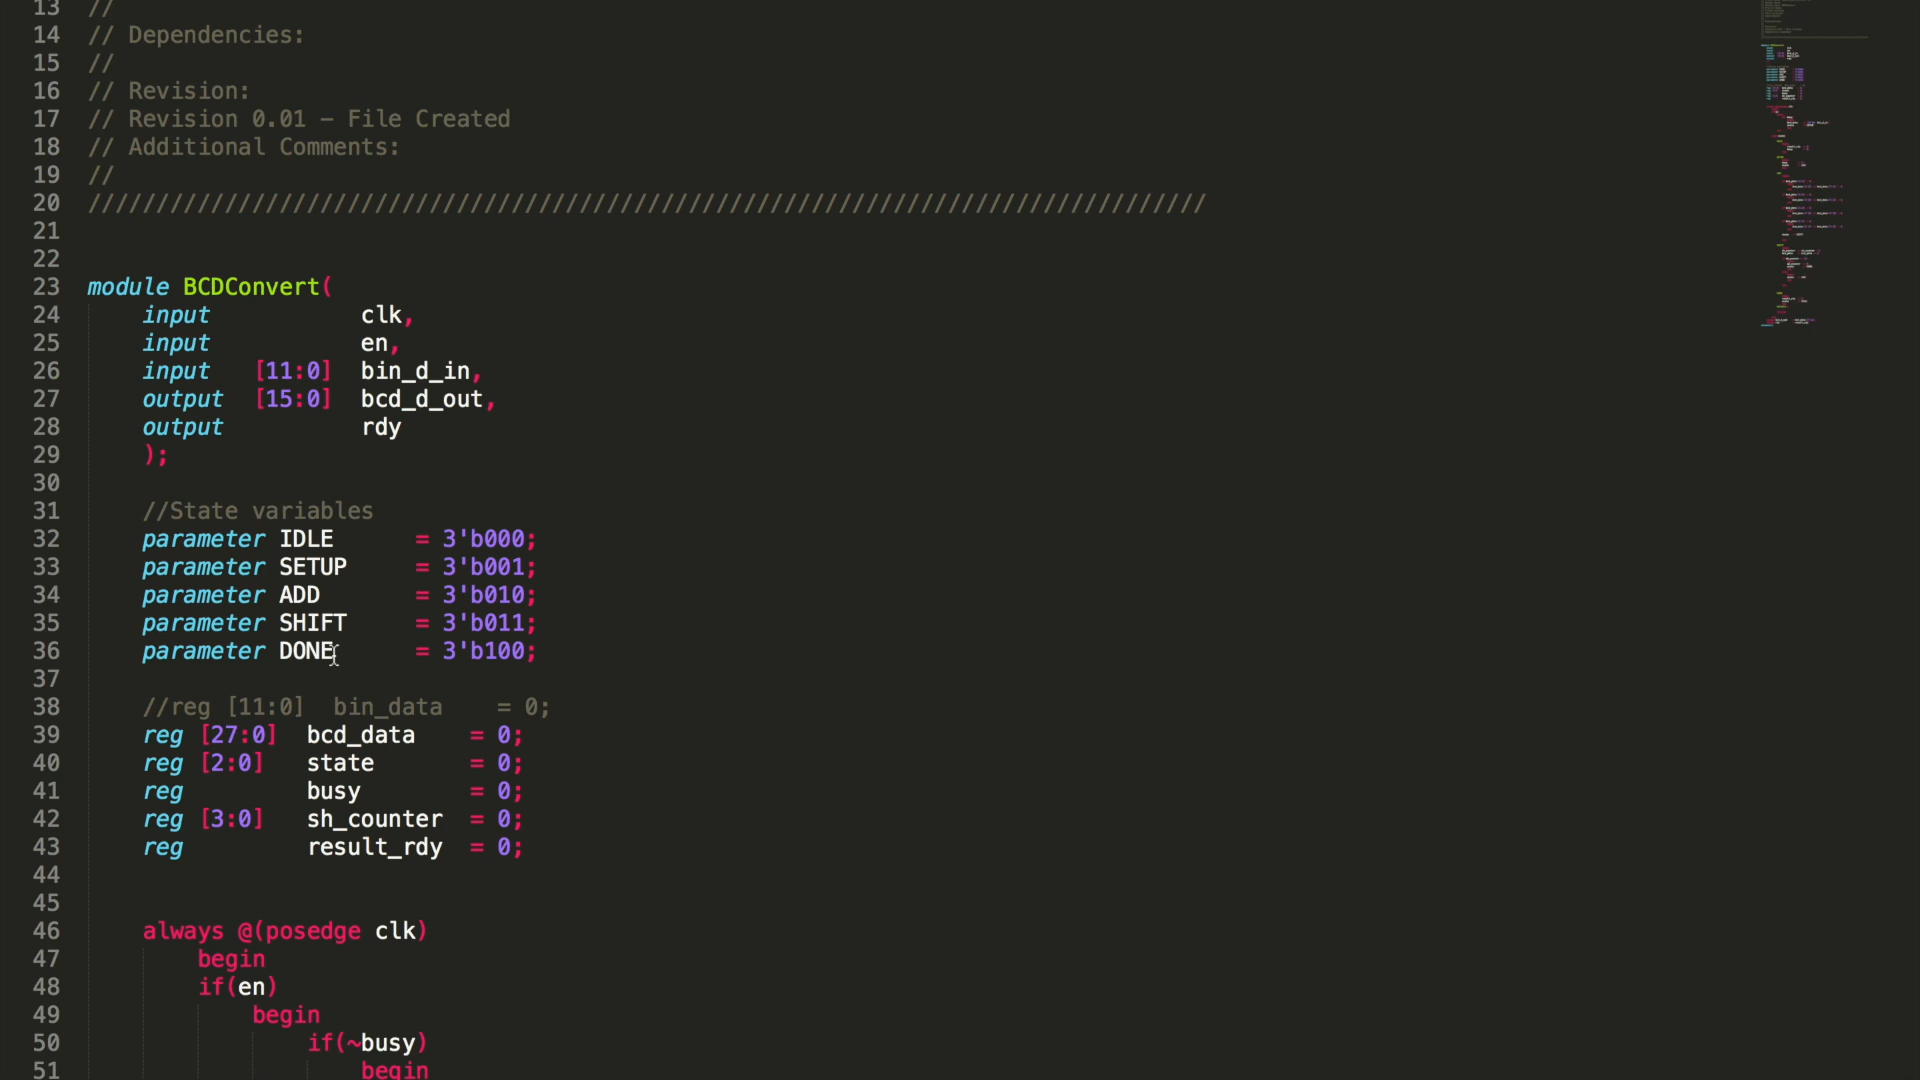 13 //
14 // Dependencies:
15 //
16 // Revision:
17 // Revision 0.01 - File Created
18 // Additional Comments:
19 //
20 //////////////////////////////////////////////////////////////////////////////////
21
22
23 module BCDConvert(
24 input clk,
25 input en,
26 input [11:0] bin_d_in,
27 output [15:0] bcd_d_out,
28 output rdy
29 );
30
31 //State variables
32 parameter IDLE = 3'b000;
33 parameter SETUP = 3'b001;
34 parameter ADD = 3'b010;
35 parameter SHIFT = 3'b011;
36 parameter DONE = 3'b100;
37
38 //reg [11:0] bin_data = 0;
39 reg [27:0] bcd_data = 0;
40 reg [2:0] state = 0;
41 reg busy = 0;
42 reg [3:0] sh_counter = 0;
43 reg result_rdy = 0;
44
45
46 always @(posedge clk)
47 begin
48 if(en)
49 begin
50 if(~busy)
51 begin